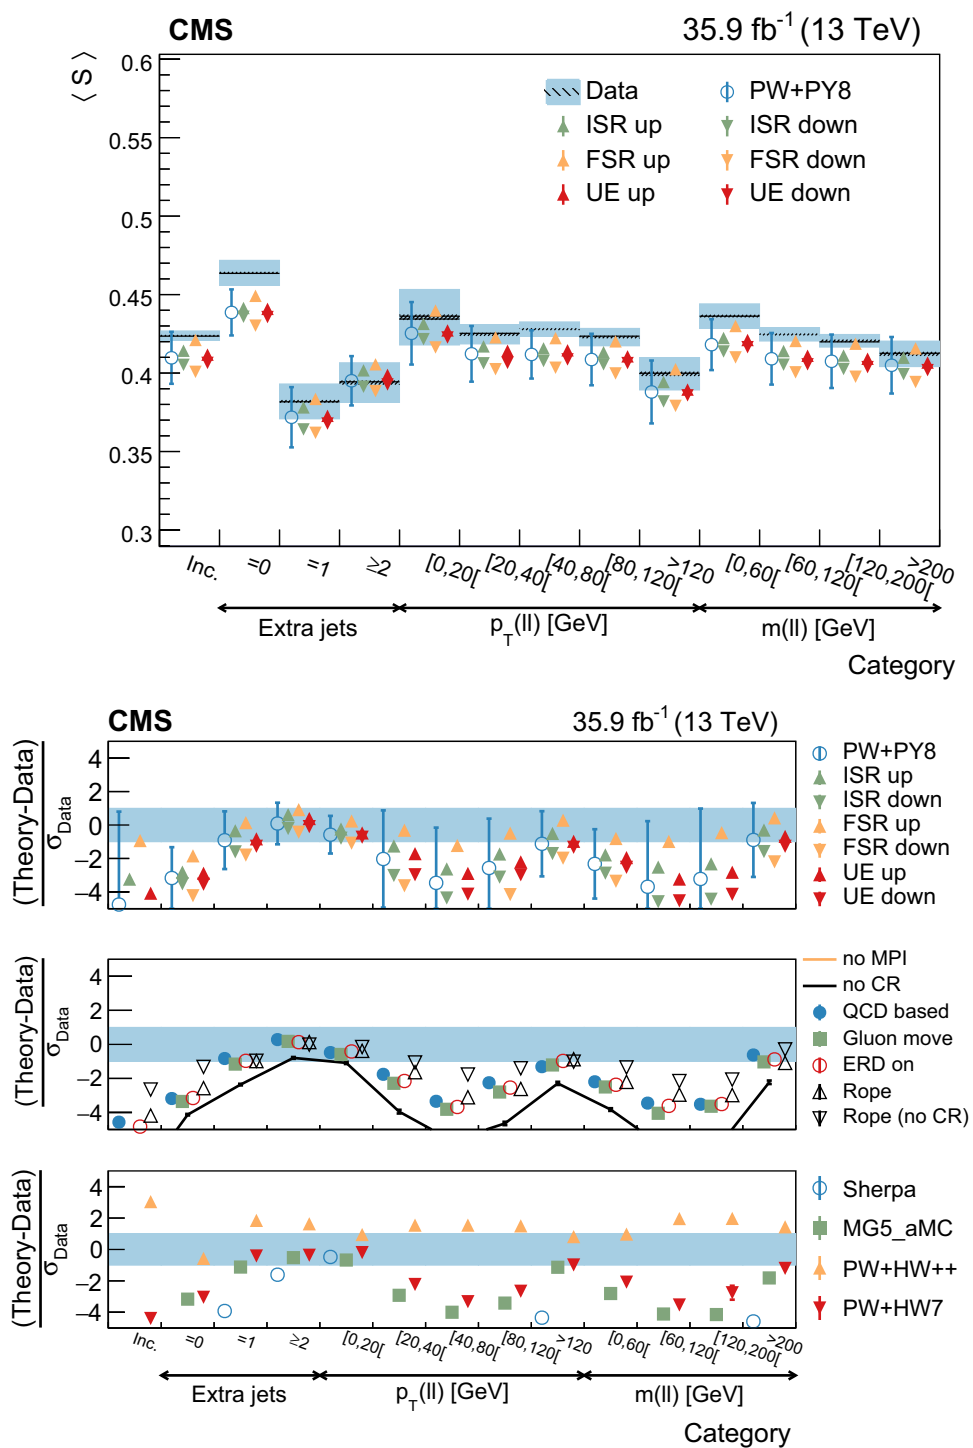 CMS 35.9 fb⁻¹ (13 TeV)
⟨ S ⟩
0.6
0.55
0.5
0.45
0.4
0.35
0.3
Data PW+PY8
ISR up ISR down
FSR up FSR down
UE up UE down
Inc. =0 =1 ≥2 [0,20[ [20,40[ [40,80[ [80,120[ >120 [0,60[ [60,120[ [120,200[ >200
Extra jets p_T(ll) [GeV] m(ll) [GeV]
Category
CMS 35.9 fb⁻¹ (13 TeV)
(Theory-Data)
σ_Data
4
2
0
−2
−4
PW+PY8
ISR up
ISR down
FSR up
FSR down
UE up
UE down
(Theory-Data)
σ_Data
4
2
0
−2
−4
no MPI
no CR
QCD based
Gluon move
ERD on
Rope
Rope (no CR)
(Theory-Data)
σ_Data
4
2
0
−2
−4
Sherpa
MG5_aMC
PW+HW++
PW+HW7
Inc. =0 =1 ≥2 [0,20[ [20,40[ [40,80[ [80,120[ >120 [0,60[ [60,120[ [120,200[ >200
Extra jets p_T(ll) [GeV] m(ll) [GeV]
Category